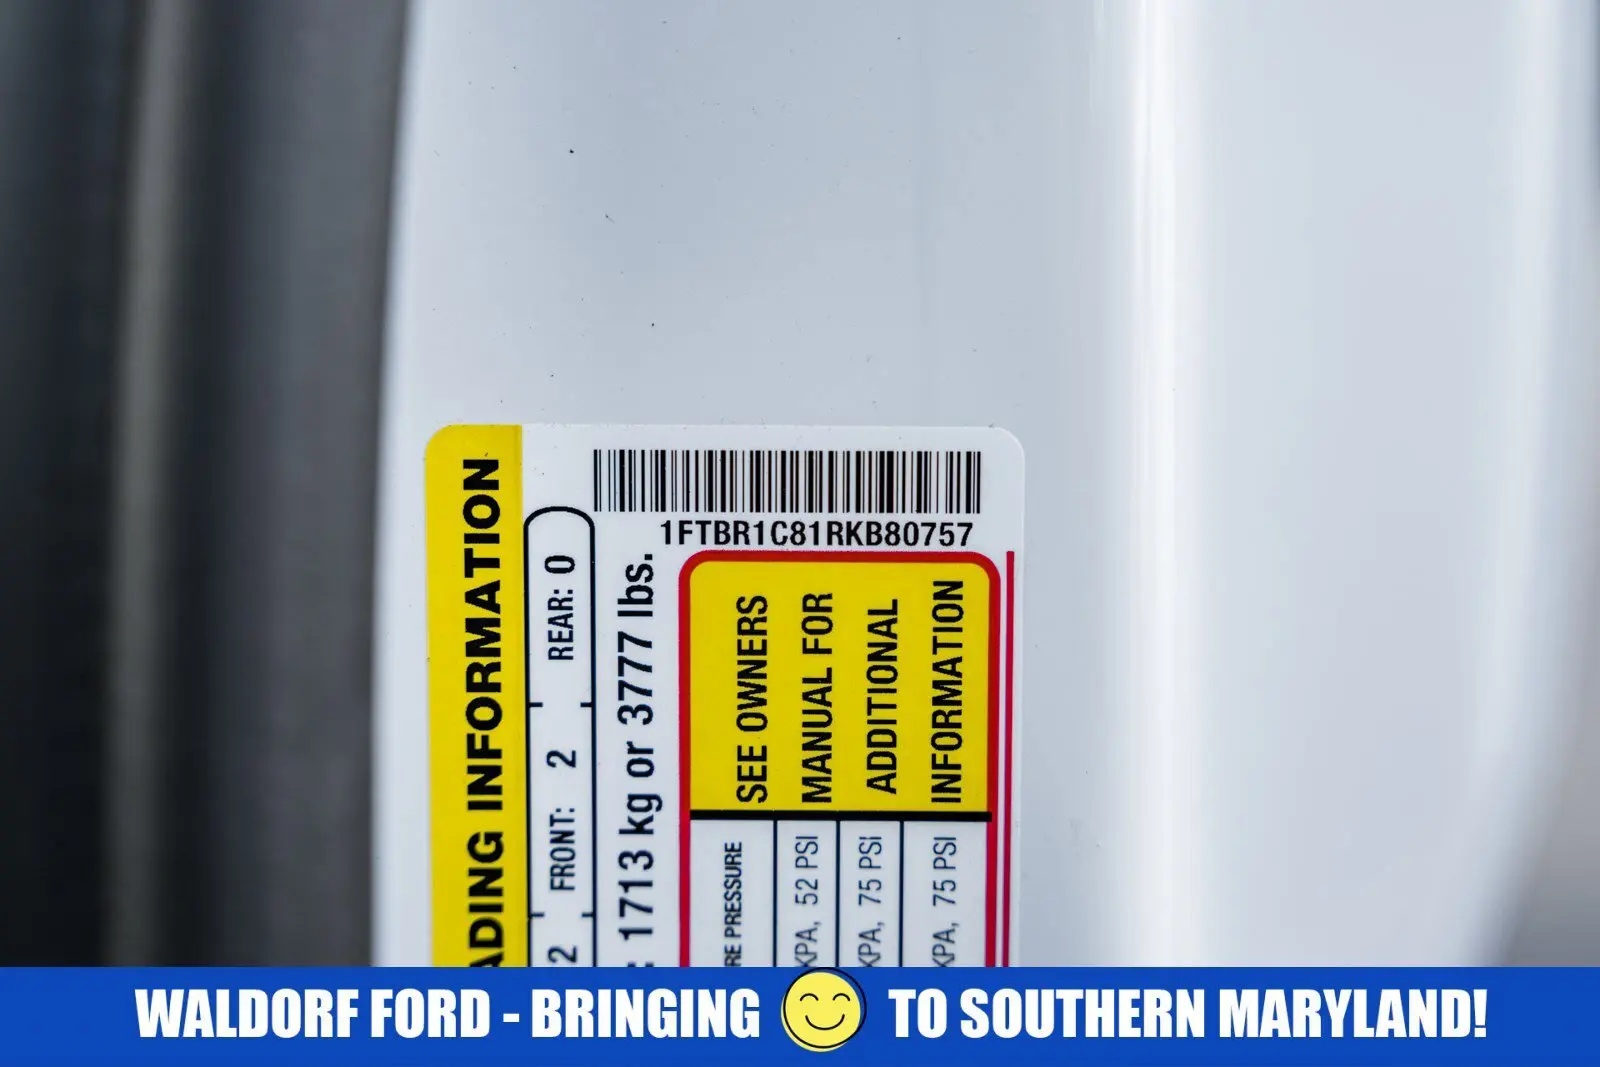 1FTBR1C81RKB80757
ADING INFORMATION
2 FRONT: 2 REAR: 0
: 1713 kg or 3777 lbs.
SEE OWNERS
MANUAL FOR
ADDITIONAL
INFORMATION
RE PRESSURE
KPA, 52 PSI
KPA, 75 PSI
KPA, 75 PSI
WALDORF FORD - BRINGING TO SOUTHERN MARYLAND!